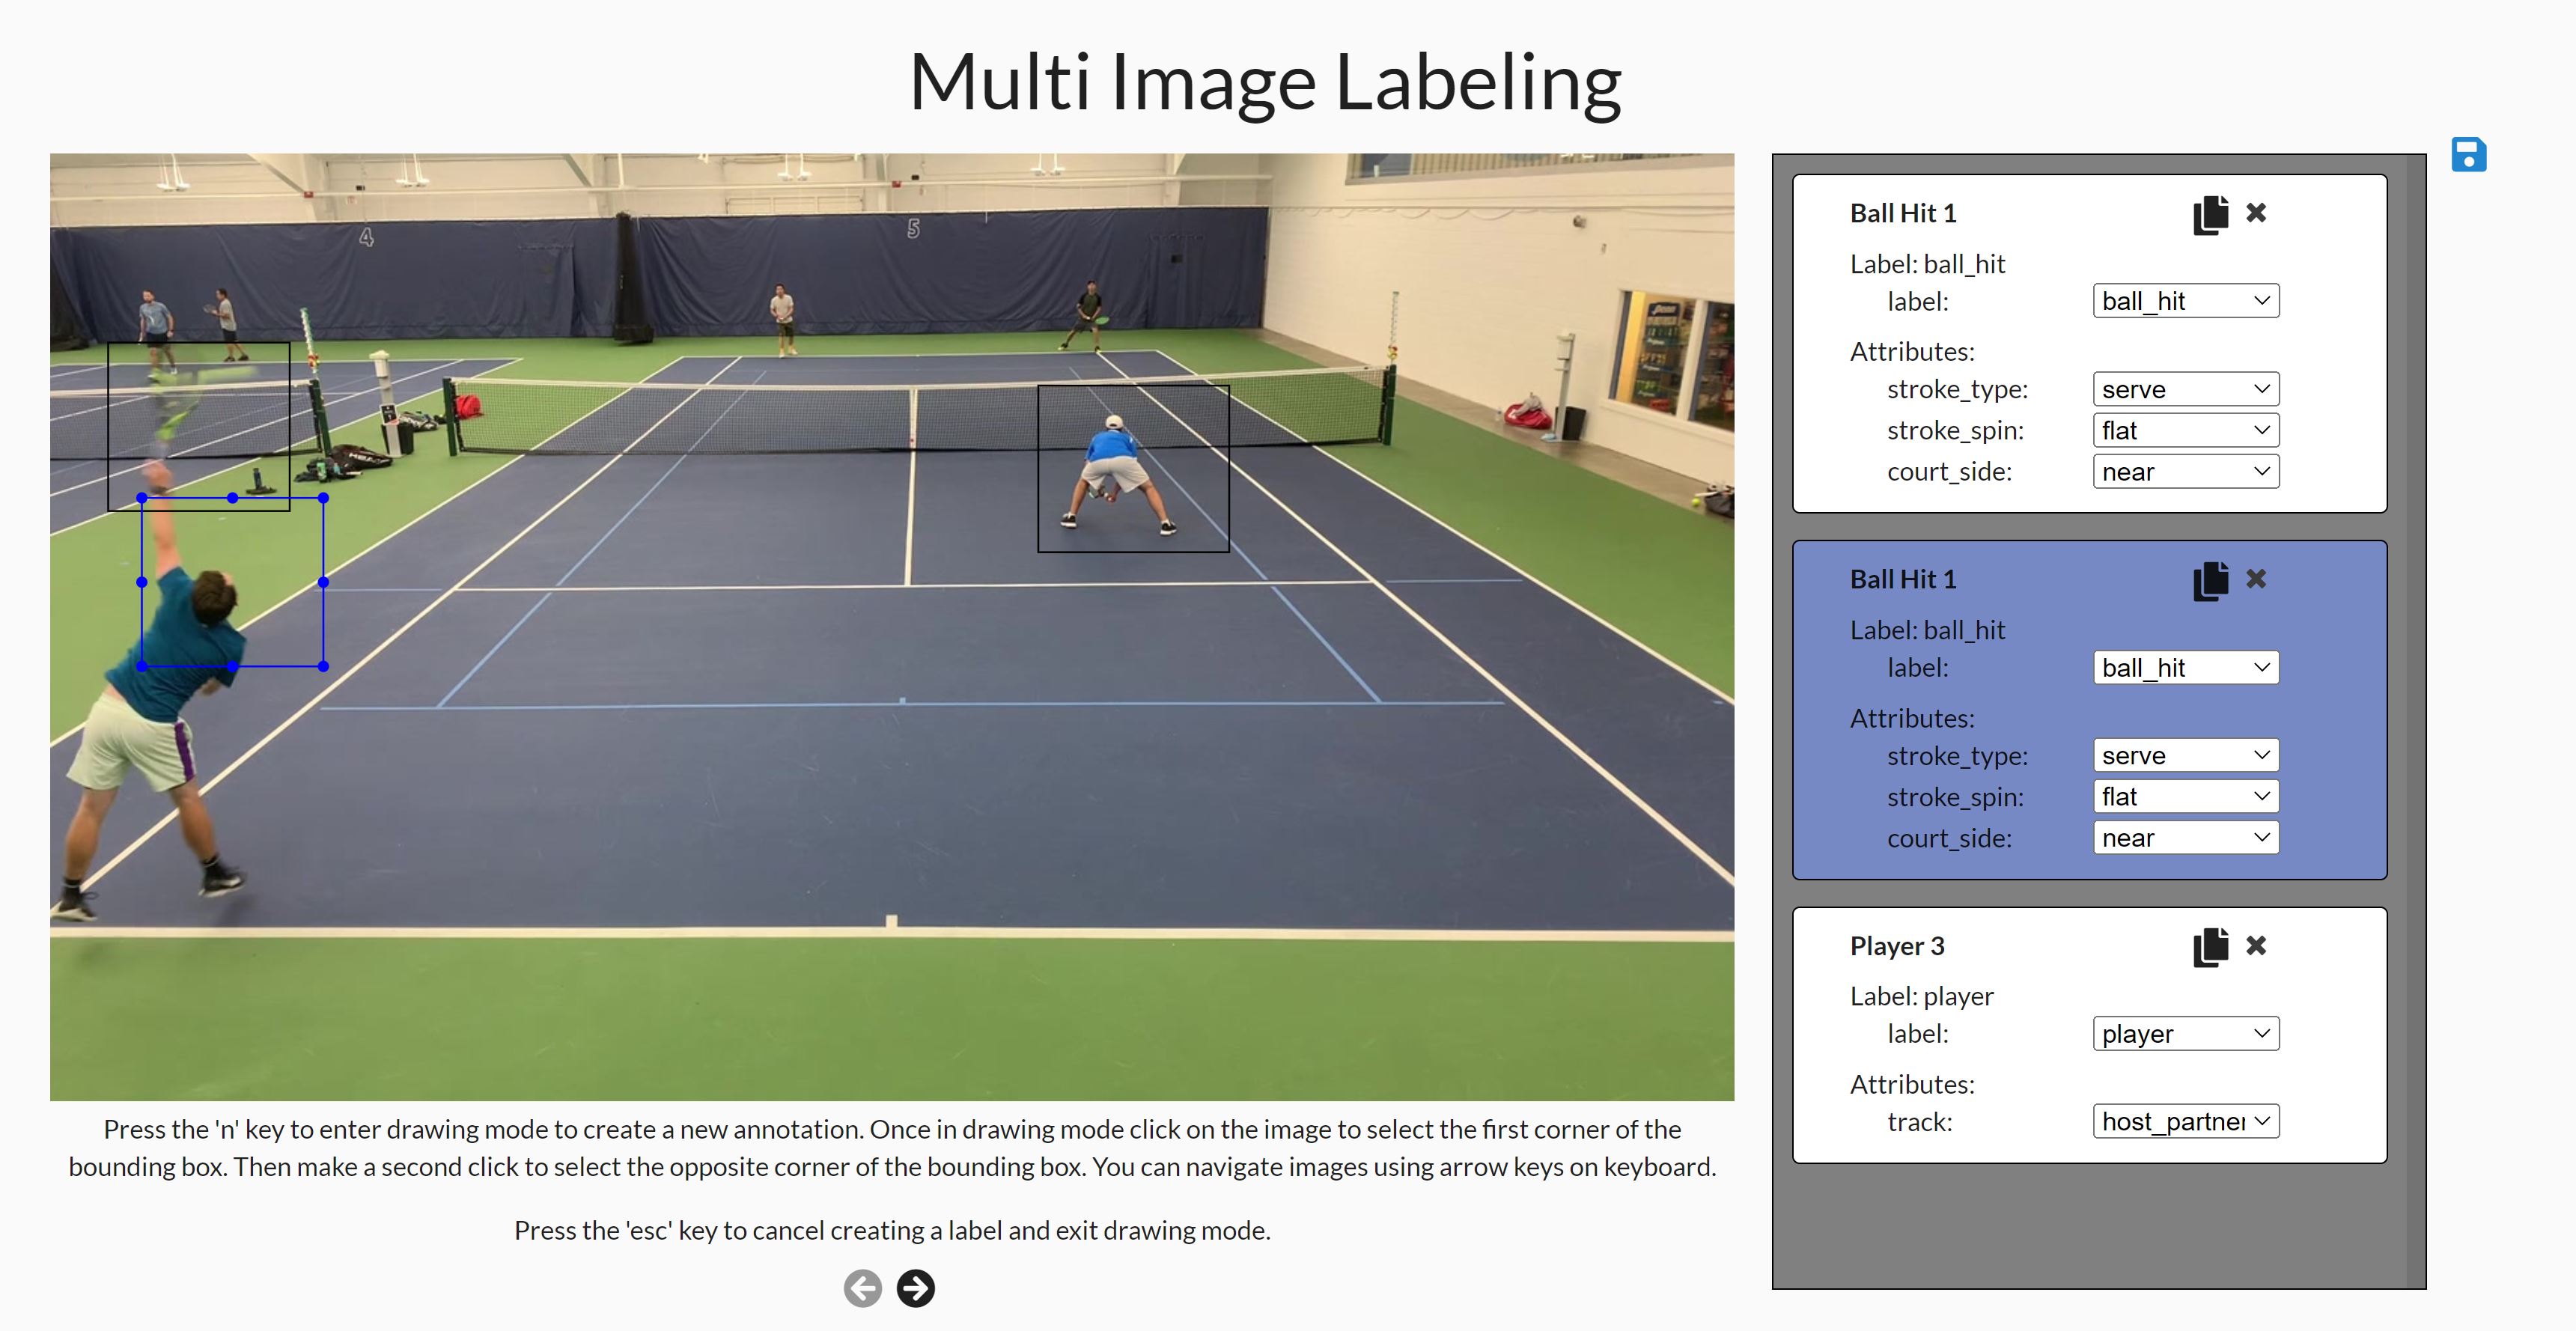 Multi Image Labeling
4
5
HEAD
Ball Hit 1
Label: ball_hit
label: ball_hit
Attributes:
stroke_type: serve
stroke_spin: flat
court_side: near
Ball Hit 1
Label: ball_hit
label: ball_hit
Attributes:
stroke_type: serve
stroke_spin: flat
court_side: near
Player 3
Label: player
label: player
Attributes:
track: host_partner
Press the 'n' key to enter drawing mode to create a new annotation. Once in drawing mode click on the image to select the first corner of the
bounding box. Then make a second click to select the opposite corner of the bounding box. You can navigate images using arrow keys on keyboard.
Press the 'esc' key to cancel creating a label and exit drawing mode.